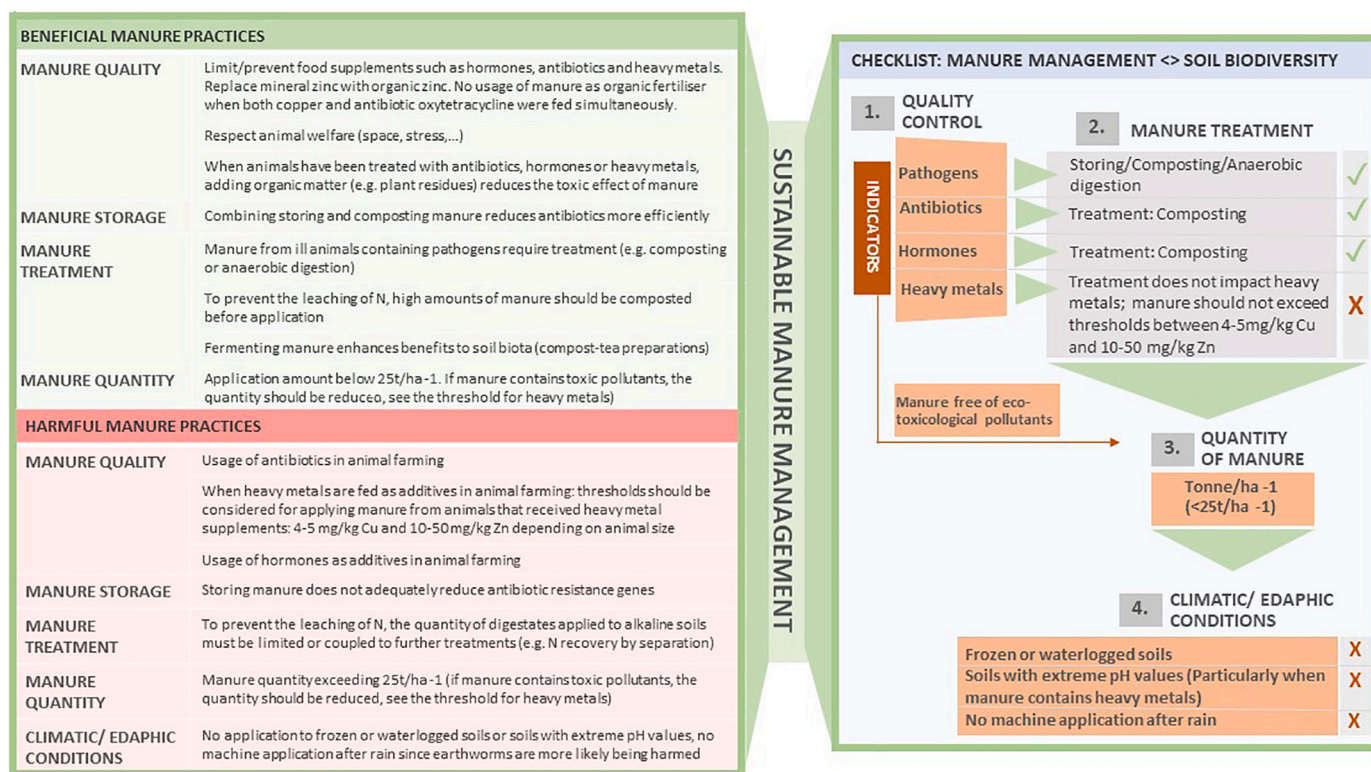 BENEFICIAL MANURE PRACTICES
MANURE QUALITY
Limit/prevent food supplements such as hormones, antibiotics and heavy metals.
Replace mineral zinc with organic zinc. No usage of manure as organic fertiliser
when both copper and antibiotic oxytetracycline were fed simultaneously.
Respect animal welfare (space, stress,...)
When animals have been treated with antibiotics, hormones or heavy metals,
adding organic matter (e.g. plant residues) reduces the toxic effect of manure
MANURE STORAGE
Combining storing and composting manure reduces antibiotics more efficiently
MANURE
TREATMENT
Manure from ill animals containing pathogens require treatment (e.g. composting
or anaerobic digestion)
To prevent the leaching of N, high amounts of manure should be composted
before application
Fermenting manure enhances benefits to soil biota (compost-tea preparations)
MANURE QUANTITY
Application amount below 25t/ha -1. If manure contains toxic pollutants, the
quantity should be reduced, see the threshold for heavy metals)
HARMFUL MANURE PRACTICES
MANURE QUALITY
Usage of antibiotics in animal farming
When heavy metals are fed as additives in animal farming: thresholds should be
considered for applying manure from animals that received heavy metal
supplements: 4-5 mg/kg Cu and 10-50 mg/kg Zn depending on animal size
Usage of hormones as additives in animal farming
MANURE STORAGE
Storing manure does not adequately reduce antibiotic resistance genes
MANURE
TREATMENT
To prevent the leaching of N, the quantity of digestates applied to alkaline soils
must be limited or coupled to further treatments (e.g. N recovery by separation)
MANURE
QUANTITY
Manure quantity exceeding 25t/ha -1 (if manure contains toxic pollutants, the
quantity should be reduced, see the threshold for heavy metals)
CLIMATIC/ EDAPHIC
CONDITIONS
No application to frozen or waterlogged soils or soils with extreme pH values, no
machine application after rain since earthworms are more likely being harmed
SUSTAINABLE MANURE MANAGEMENT
CHECKLIST: MANURE MANAGEMENT <> SOIL BIODIVERSITY
1.
QUALITY
CONTROL
2.
MANURE TREATMENT
INDICATORS
Pathogens
Storing/Composting/Anaerobic
digestion
✓
Antibiotics
Treatment: Composting
✓
Hormones
Treatment: Composting
✓
Heavy metals
Treatment does not impact heavy
metals; manure should not exceed
thresholds between 4-5mg/kg Cu
and 10-50 mg/kg Zn
X
Manure free of eco-
toxicological pollutants
3.
QUANTITY
OF MANURE
Tonne/ha -1
(<25t/ha -1)
4.
CLIMATIC/ EDAPHIC
CONDITIONS
Frozen or waterlogged soils
X
Soils with extreme pH values (Particularly when
manure contains heavy metals)
X
No machine application after rain
X